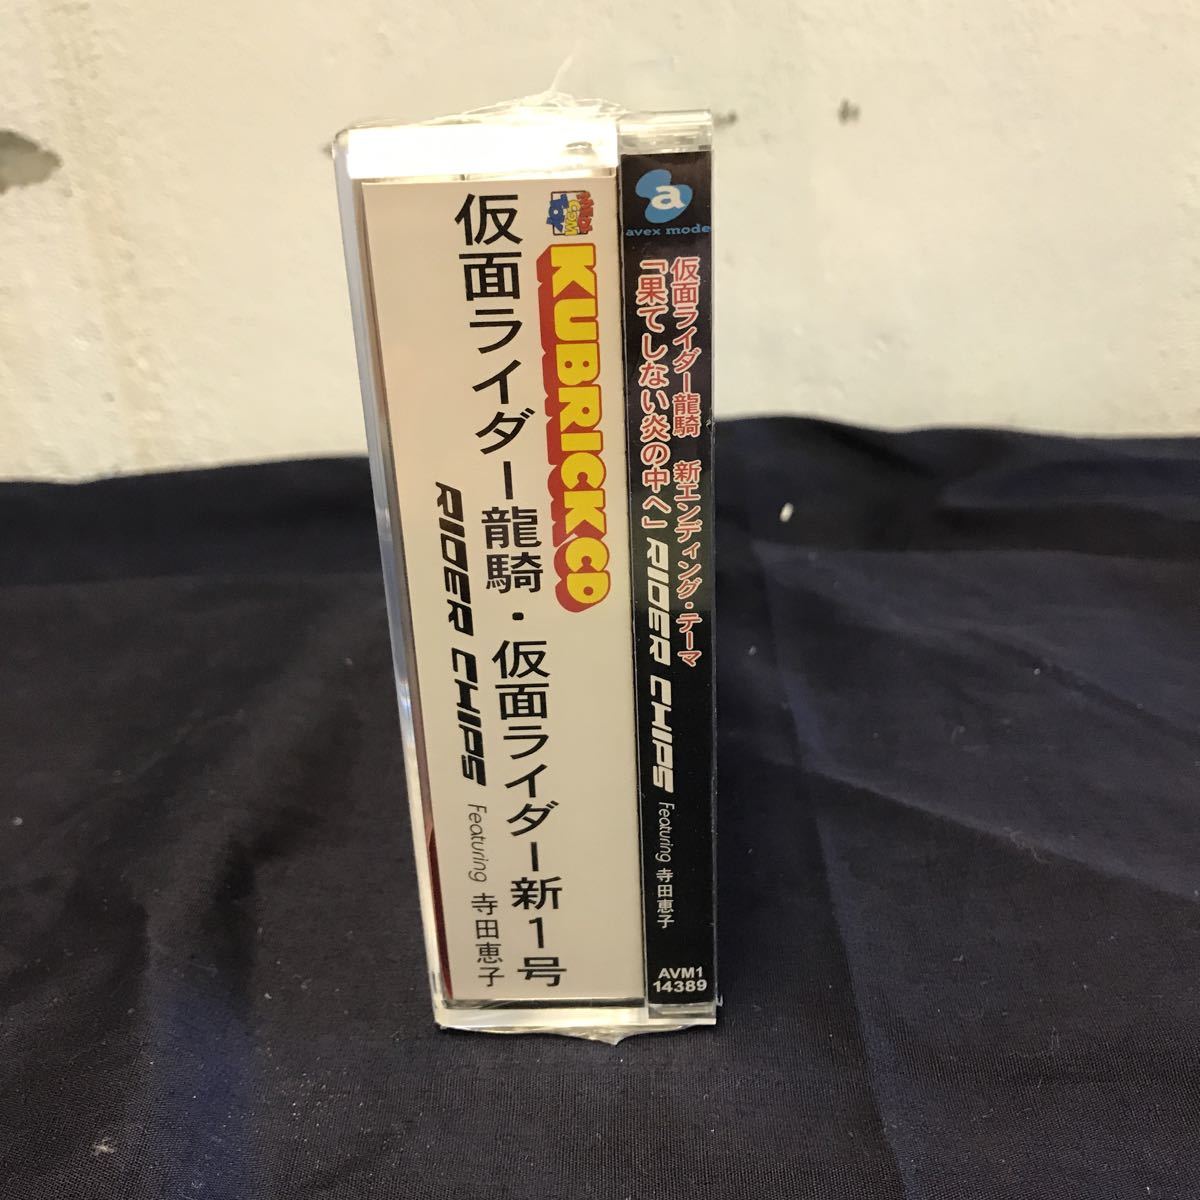 MEDICOM TOY
KUBRICK CD
仮面ライダー龍騎・仮面ライダー新1号
RIDER CHIPS Featuring 寺田恵子
a
avex mode
仮面ライダー龍騎 新エンディング・テーマ
「果てしない炎の中へ」RIDER CHIPS Featuring 寺田恵子
AVM1
14389